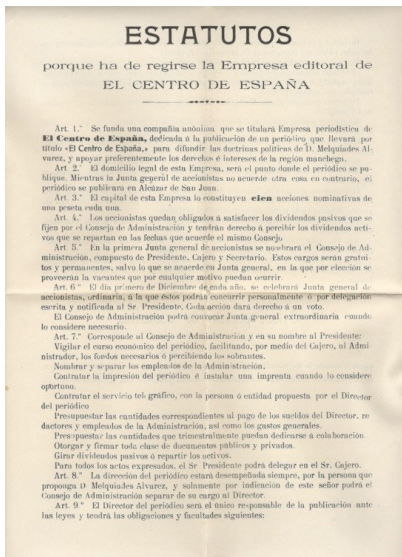 ESTATUTOS
porque ha de regirse la Empresa editoral de
EL CENTRO DE ESPAÑA
Art. 1.º Se funda una compañía anónima que se titulará Empresa periodística de
El Centro de España, dedicada á la publicación de un periódico que llevará por
título «El Centro de España,» para difundir las doctrinas políticas de D. Melquiades Al-
varez, y apoyar preferentemente los derechos é intereses de la región manchega.
Art 2.º El domicilio legal de esta Empresa, será el punto donde el periódico se pu-
blique. Mientras la Junta general de accionistas no acuerde otra cosa en contrario, el
periódico se publicará en Alcázar de San Juan.
Art. 3.º El capital de esta Empresa lo constituyen cien acciones nominativas de
una peseta cada una.
Art. 4.º Los accionistas quedan obligados á satisfacer los dividendos pasivos que se
fijen por el Consejo de Administración y tendrán derecho á percibir los dividendos acti-
vos que se repartan en las fechas que acuerde el mismo Consejo.
Art. 5.º En la primera Junta general de accionistas se nombrará el Consejo de Ad-
ministración, compuesto de Presidente, Cajero y Secretario. Estos cargos serán gratui-
tos y permanentes, salvo lo que se acuerde en Junta general, en la que por elección se
proveerán la vacantes que por cualquier motivo puedan ocurrir.
Art. 6º El día primero de Diciembre de cada año, se celebrará Junta general de
accionistas, ordinaria, á la que éstos podrán concurrir personalmente ó por delegación
escrita y notificada al Sr. Presidente. Cada acción dará derecho á un voto.
El Consejo de Administración podrá convocar Junta general extraordinaria cuando
lo considere necesario.
Art. 7.º Corresponde al Consejo de Administración y en su nombre al Presidente:
Vigilar el curso económico del periódico, facilitando, por medio del Cajero, al Admi
nistrador, los fondos necesarios ó percibiendo los sobrantes.
Nombrar y separar los empleados de la Administración.
Contratar la impresión del periódico é instalar una imprenta cuando lo considere
oportuno.
Contratar el servicio telegráfico, con la persona ó entidad propuesta por el Director
del periódico
Presupuestar las cantidades correspondientes al pago de los sueldos del Director, re
dactores y empleados de la Administración, así como los gastos generales.
Presupuestar las cantidades que trimestralmente puedan dedicarse á colaboración
Otorgar y firmar toda clase de documentos públicos y privados.
Girar dividendos pasivos ó repartir los activos.
Para todos los actos expresados, el Sr Presidente podrá delegar en el Sr. Cajero.
Art. 8.º La dirección del periódico estará desempeñada siempre, por la persona que
proponga D Melquiades Alvarez, y solamente por indicación de este señor podrá el
Consejo de Administración separar de su cargo al Director.
Art. 9.º El Director del periódico será el único responsable de la publicación ante
las leyes y tendrá las obligaciones y facultades siguientes: